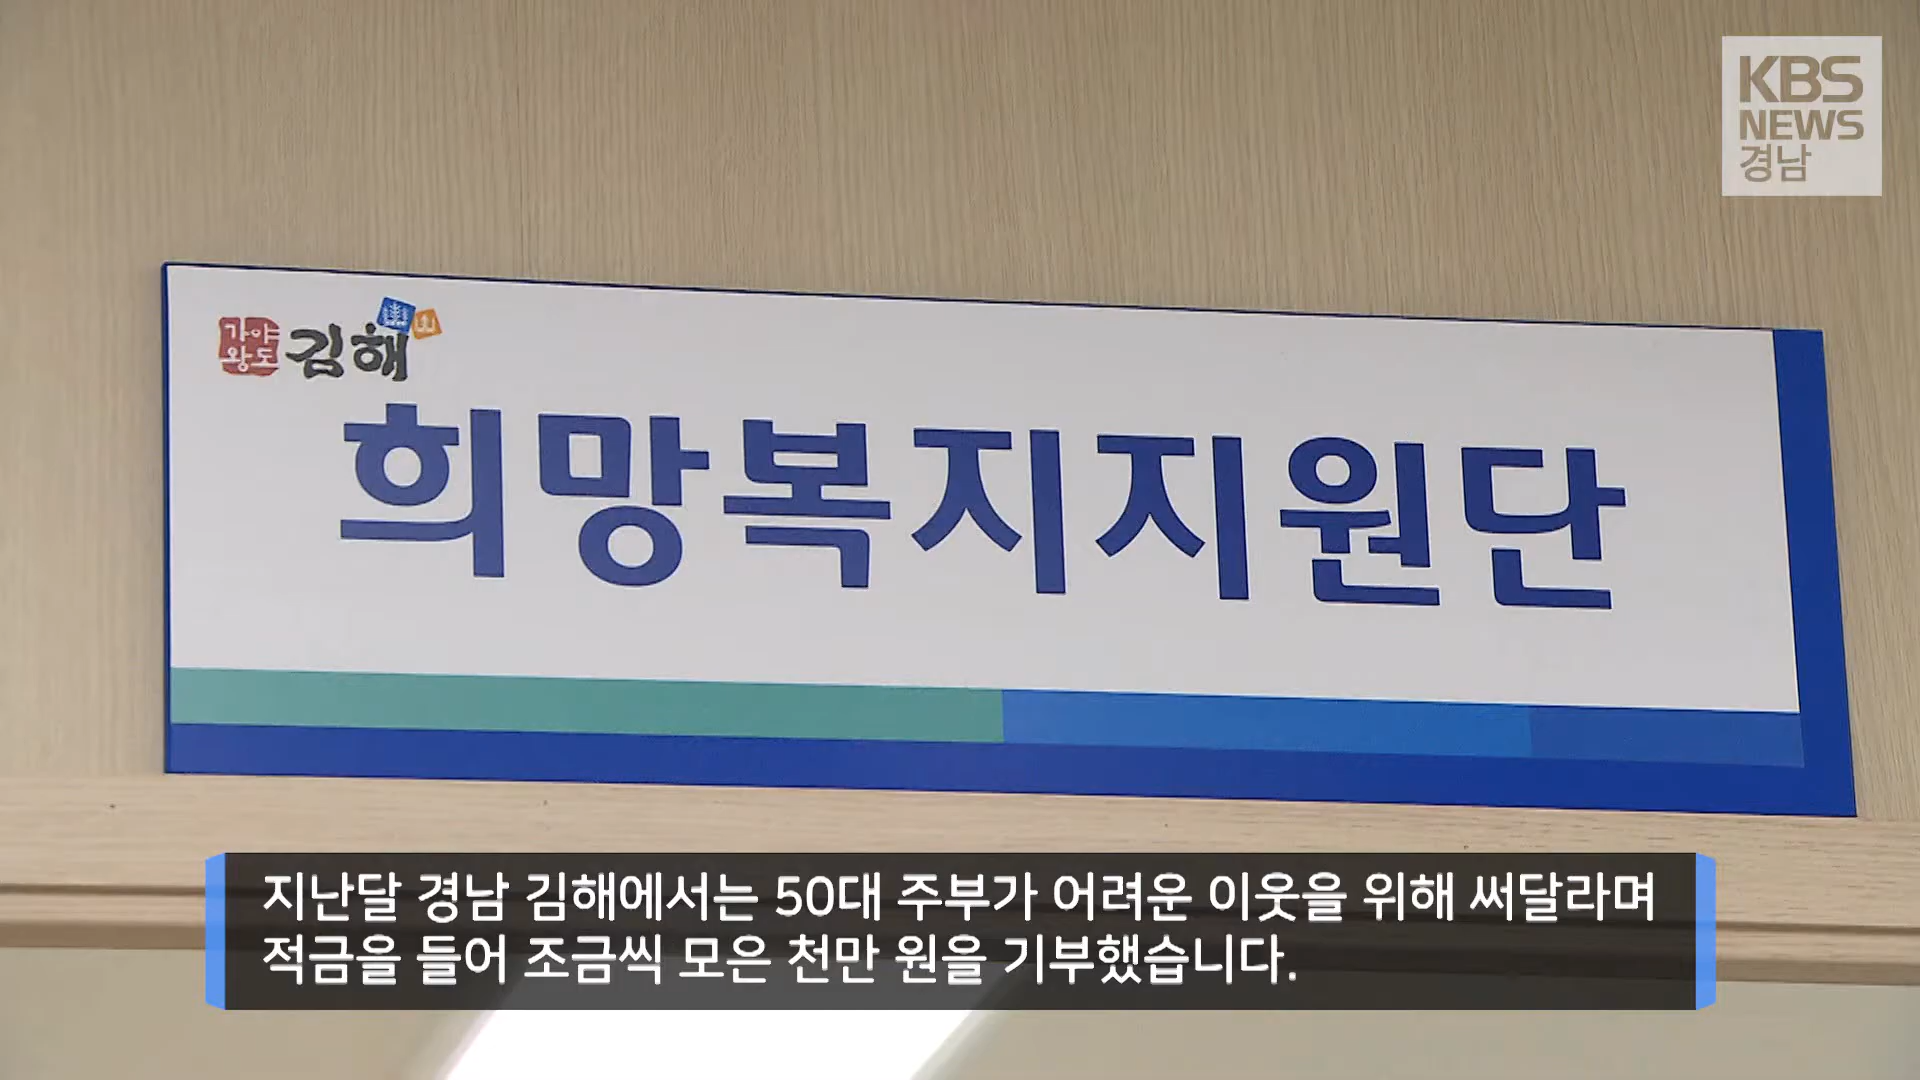 KBS
NEWS
경남
가야
왕도
김해
희망복지지원단
지난달 경남 김해에서는 50대 주부가 어려운 이웃을 위해 써달라며
적금을 들어 조금씩 모은 천만 원을 기부했습니다.